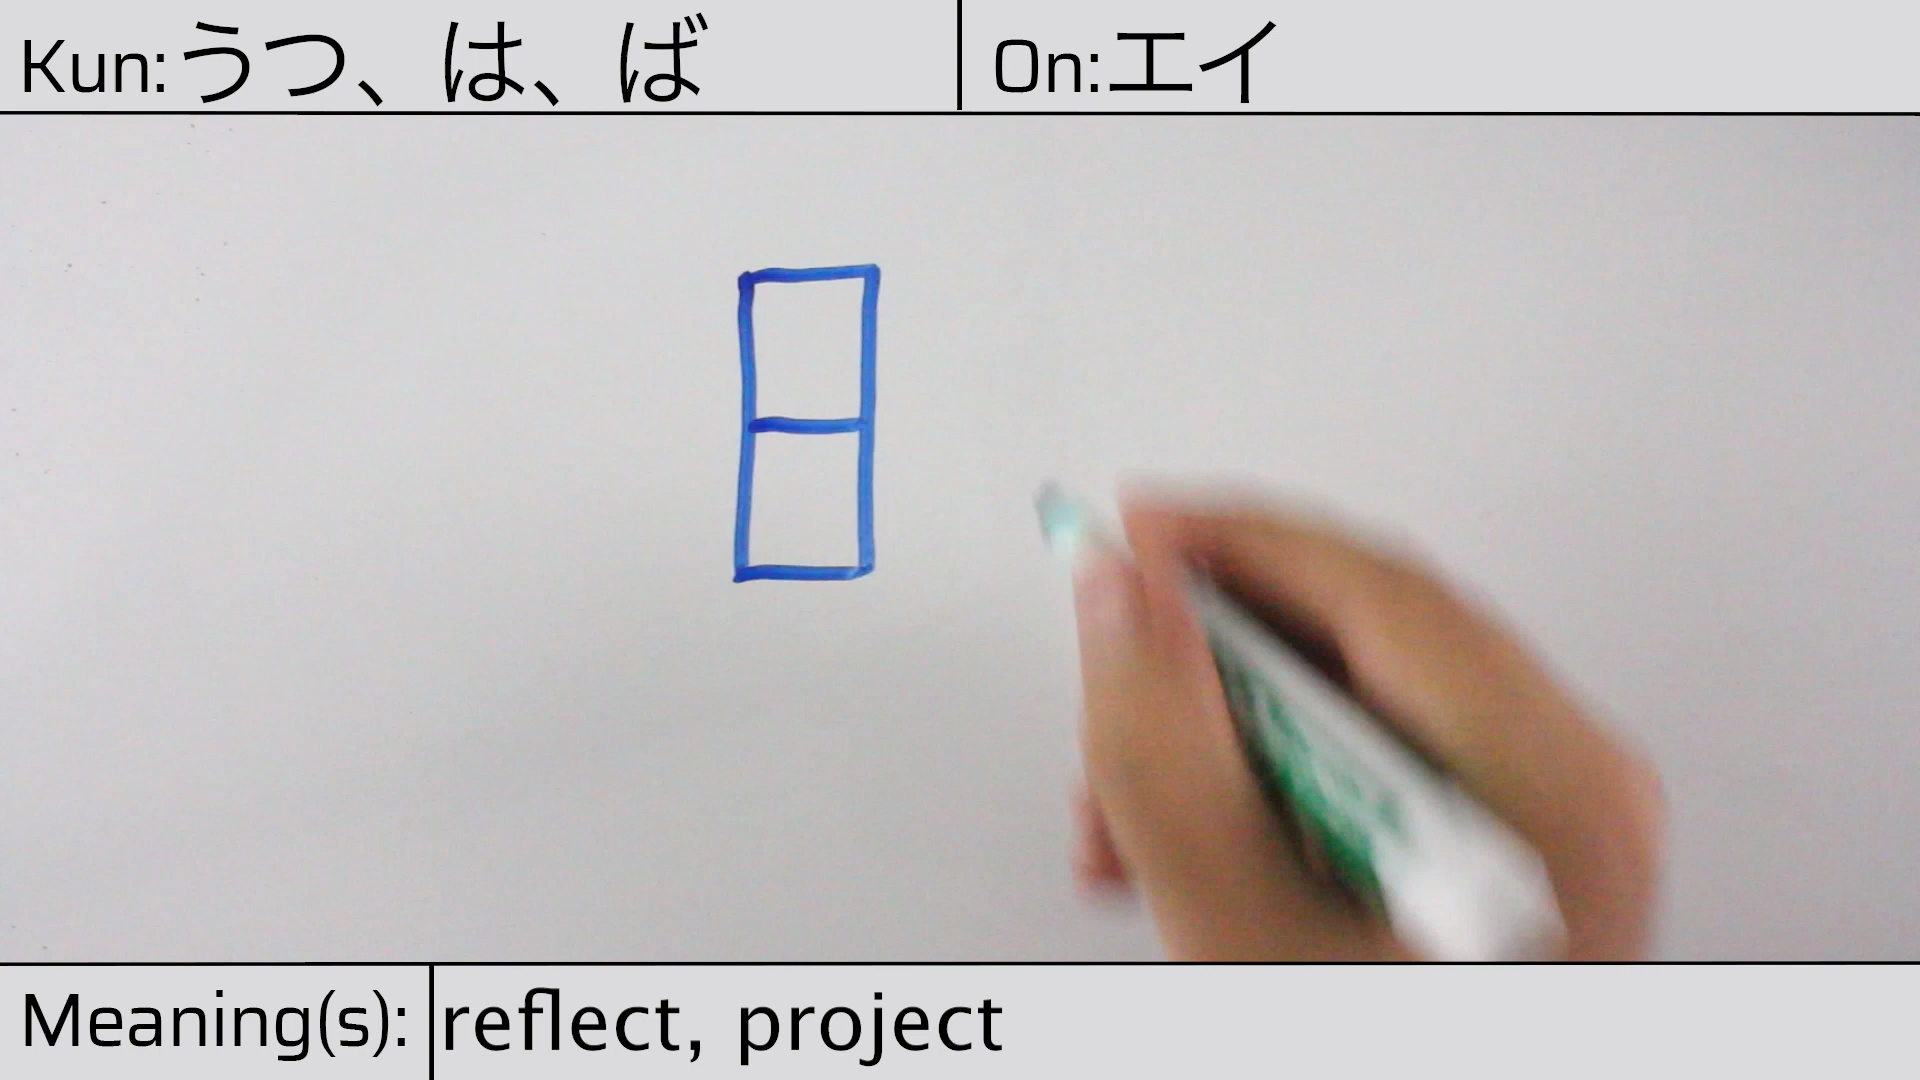 Kun:うつ、は、ば
On:エイ
日
Meaning(s): reflect, project